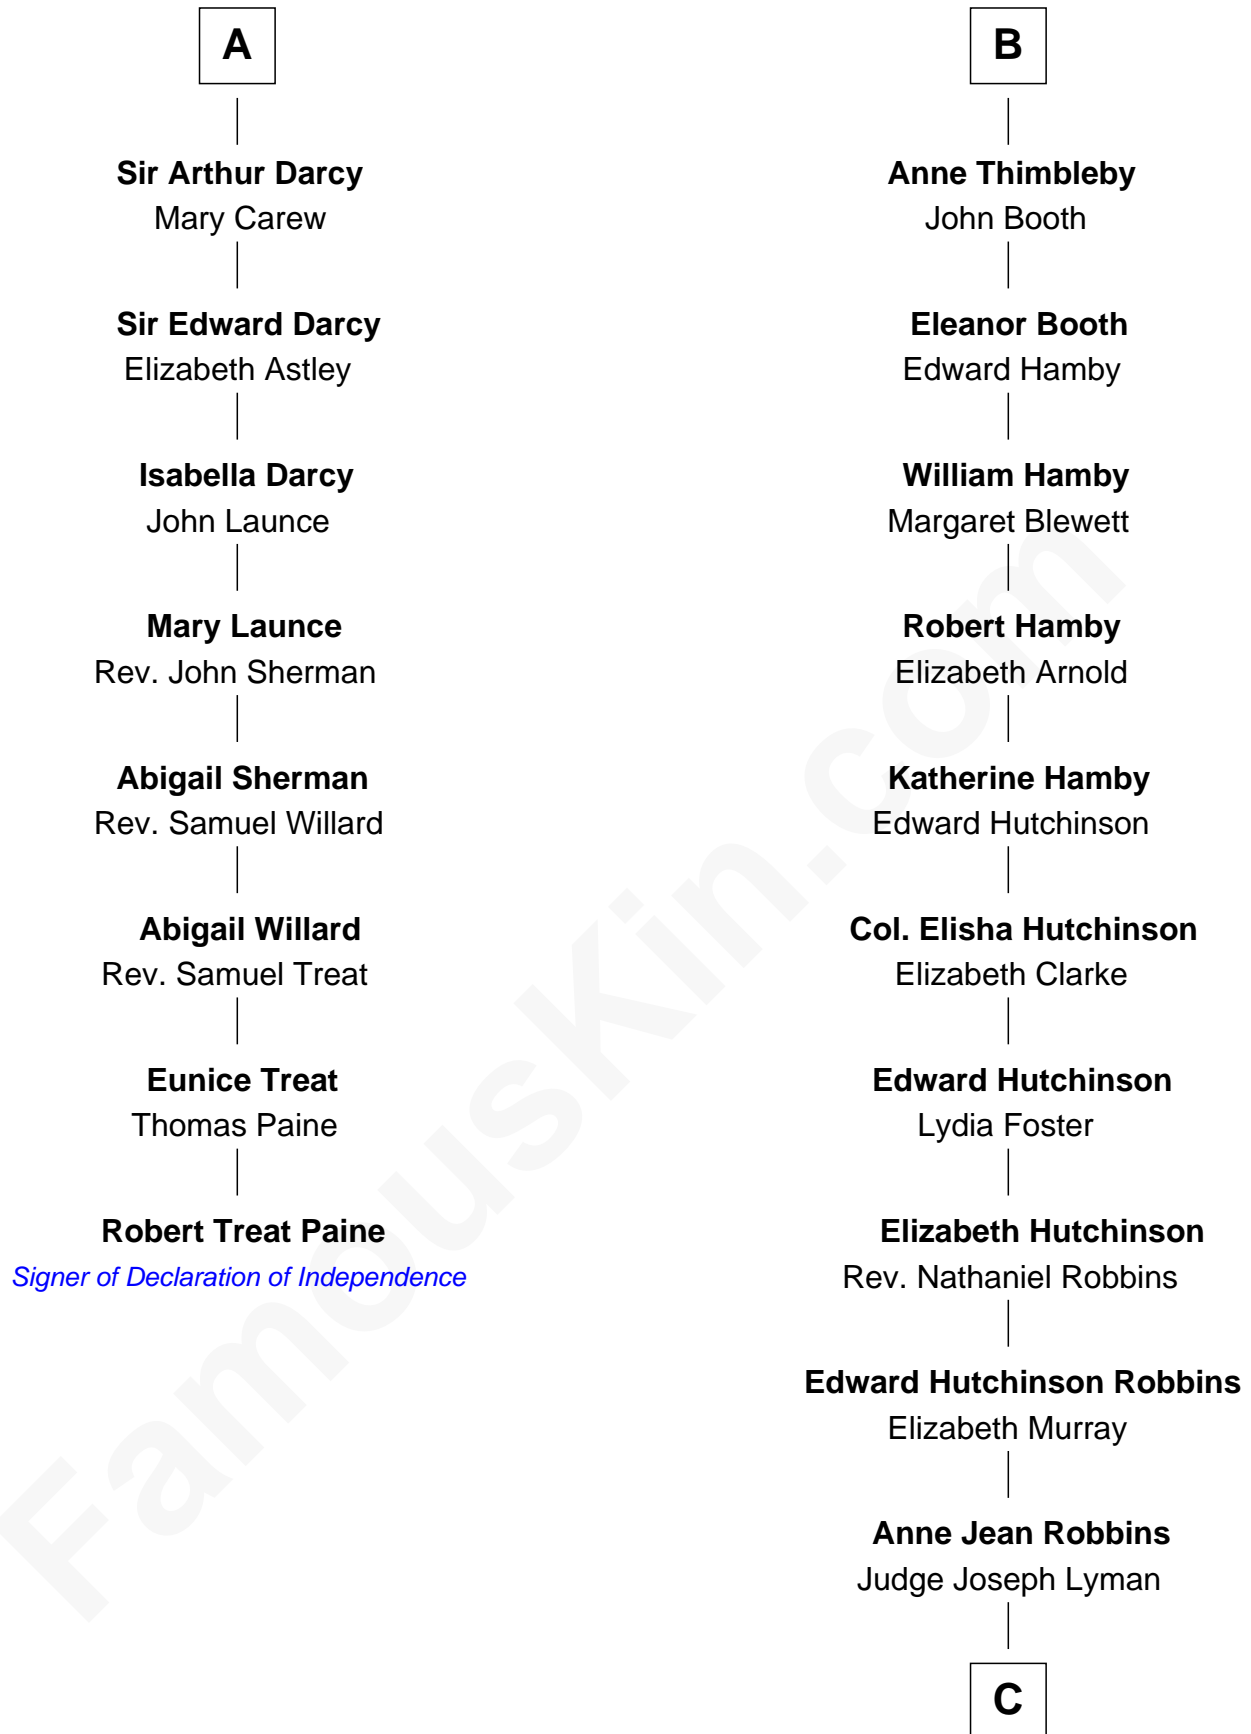 A
Sir Arthur Darcy
Mary Carew
Sir Edward Darcy
Elizabeth Astley
Isabella Darcy
John Launce
Mary Launce
Rev. John Sherman
Abigail Sherman
Rev. Samuel Willard
Abigail Willard
Rev. Samuel Treat
Eunice Treat
Thomas Paine
Robert Treat Paine
Signer of Declaration of Independence
B
Anne Thimbleby
John Booth
Eleanor Booth
Edward Hamby
William Hamby
Margaret Blewett
Robert Hamby
Elizabeth Arnold
Katherine Hamby
Edward Hutchinson
Col. Elisha Hutchinson
Elizabeth Clarke
Edward Hutchinson
Lydia Foster
Elizabeth Hutchinson
Rev. Nathaniel Robbins
Edward Hutchinson Robbins
Elizabeth Murray
Anne Jean Robbins
Judge Joseph Lyman
C
FamousKin.com